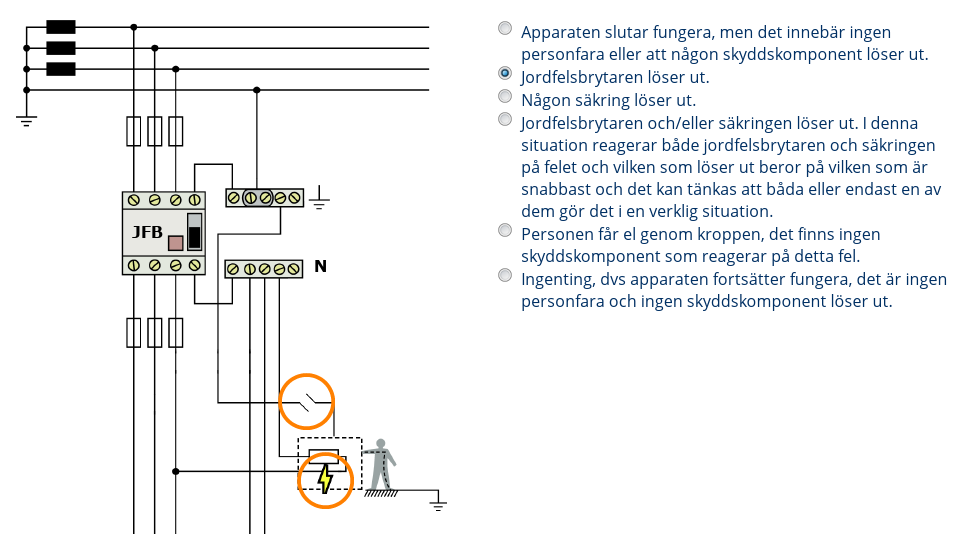 Apparaten slutar fungera, men det innebär ingen
personfara eller att någon skyddskomponent löser ut.
Jordfelsbrytaren löser ut.
Någon säkring löser ut.
Jordfelsbrytaren och/eller säkringen löser ut. I denna
situation reagerar både jordfelsbrytaren och säkringen
på felet och vilken som löser ut beror på vilken som är
snabbast och det kan tänkas att båda eller endast en av
dem gör det i en verklig situation.
Personen får el genom kroppen, det finns ingen
skyddskomponent som reagerar på detta fel.
Ingenting, dvs apparaten fortsätter fungera, det är ingen
personfara och ingen skyddskomponent löser ut.
JFB
N